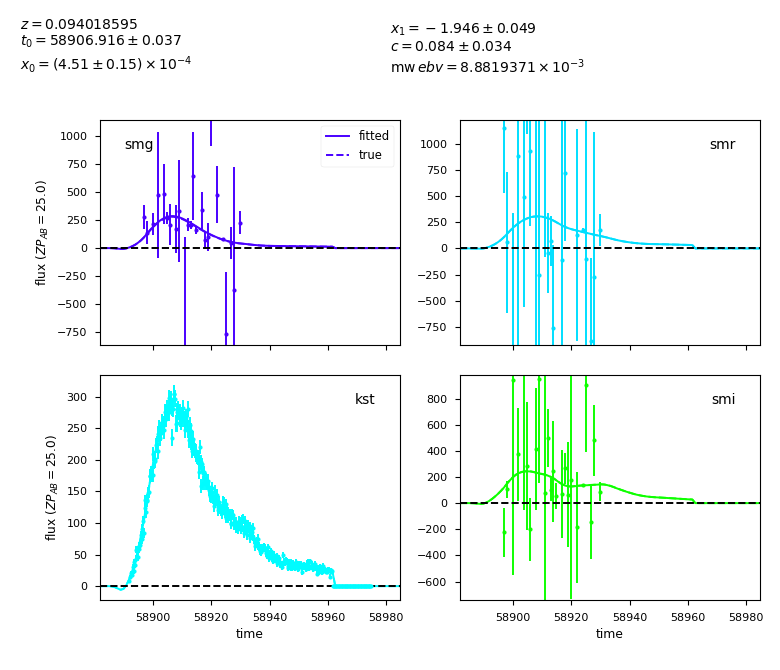 z = 0.094018595
t₀ = 58906.916 ± 0.037
x₀ = (4.51 ± 0.15) × 10⁻⁴
x₁ = −1.946 ± 0.049
c = 0.084 ± 0.034
mw ebv = 8.8819371 × 10⁻³
smg
fitted
true
1000
750
500
250
0
−250
−500
−750
flux (ZP_AB = 25.0)
smr
1000
750
500
250
0
−250
−500
−750
kst
300
250
200
150
100
50
0
flux (ZP_AB = 25.0)
58900 58920 58940 58960 58980
time
smi
800
600
400
200
0
−200
−400
−600
58900 58920 58940 58960 58980
time